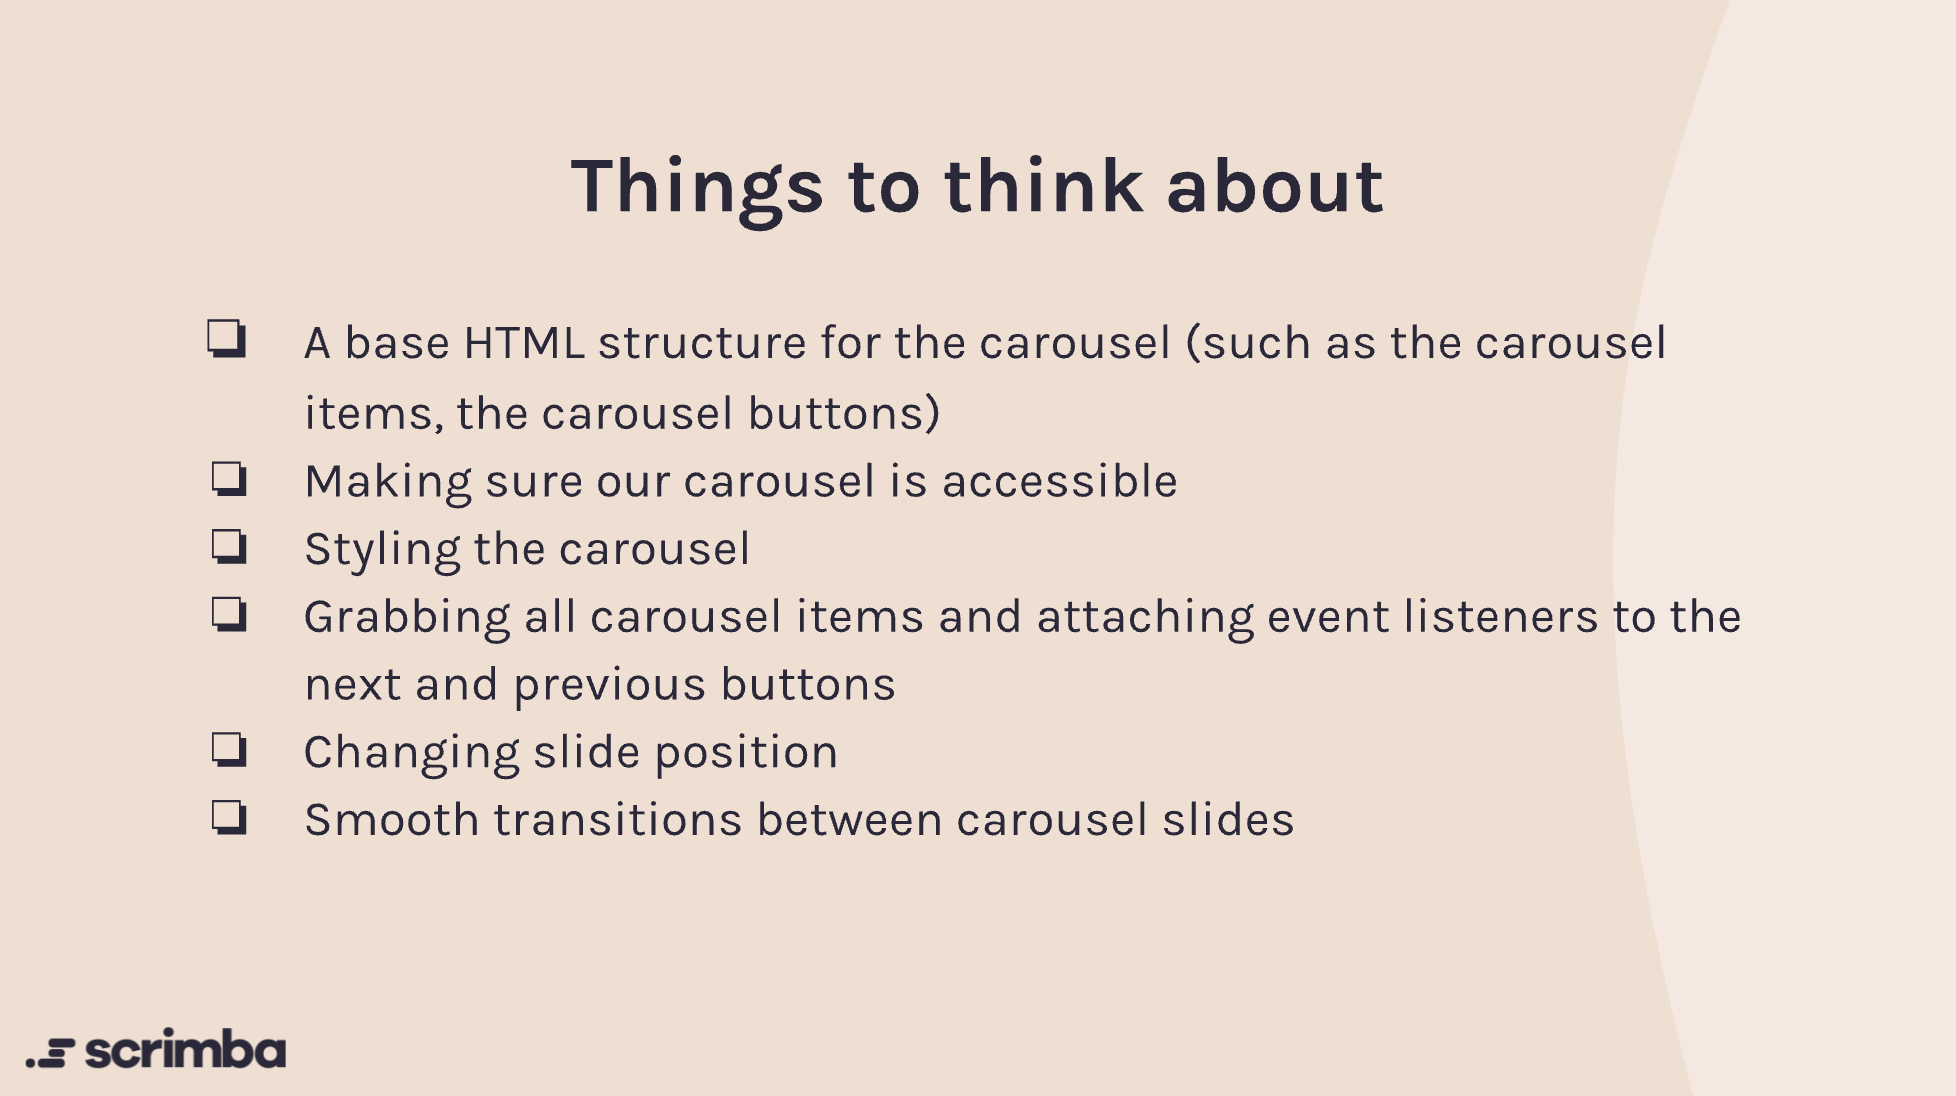 Things to think about
❏ A base HTML structure for the carousel (such as the carousel
items, the carousel buttons)
❏ Making sure our carousel is accessible
❏ Styling the carousel
❏ Grabbing all carousel items and attaching event listeners to the
next and previous buttons
❏ Changing slide position
❏ Smooth transitions between carousel slides
scrimba